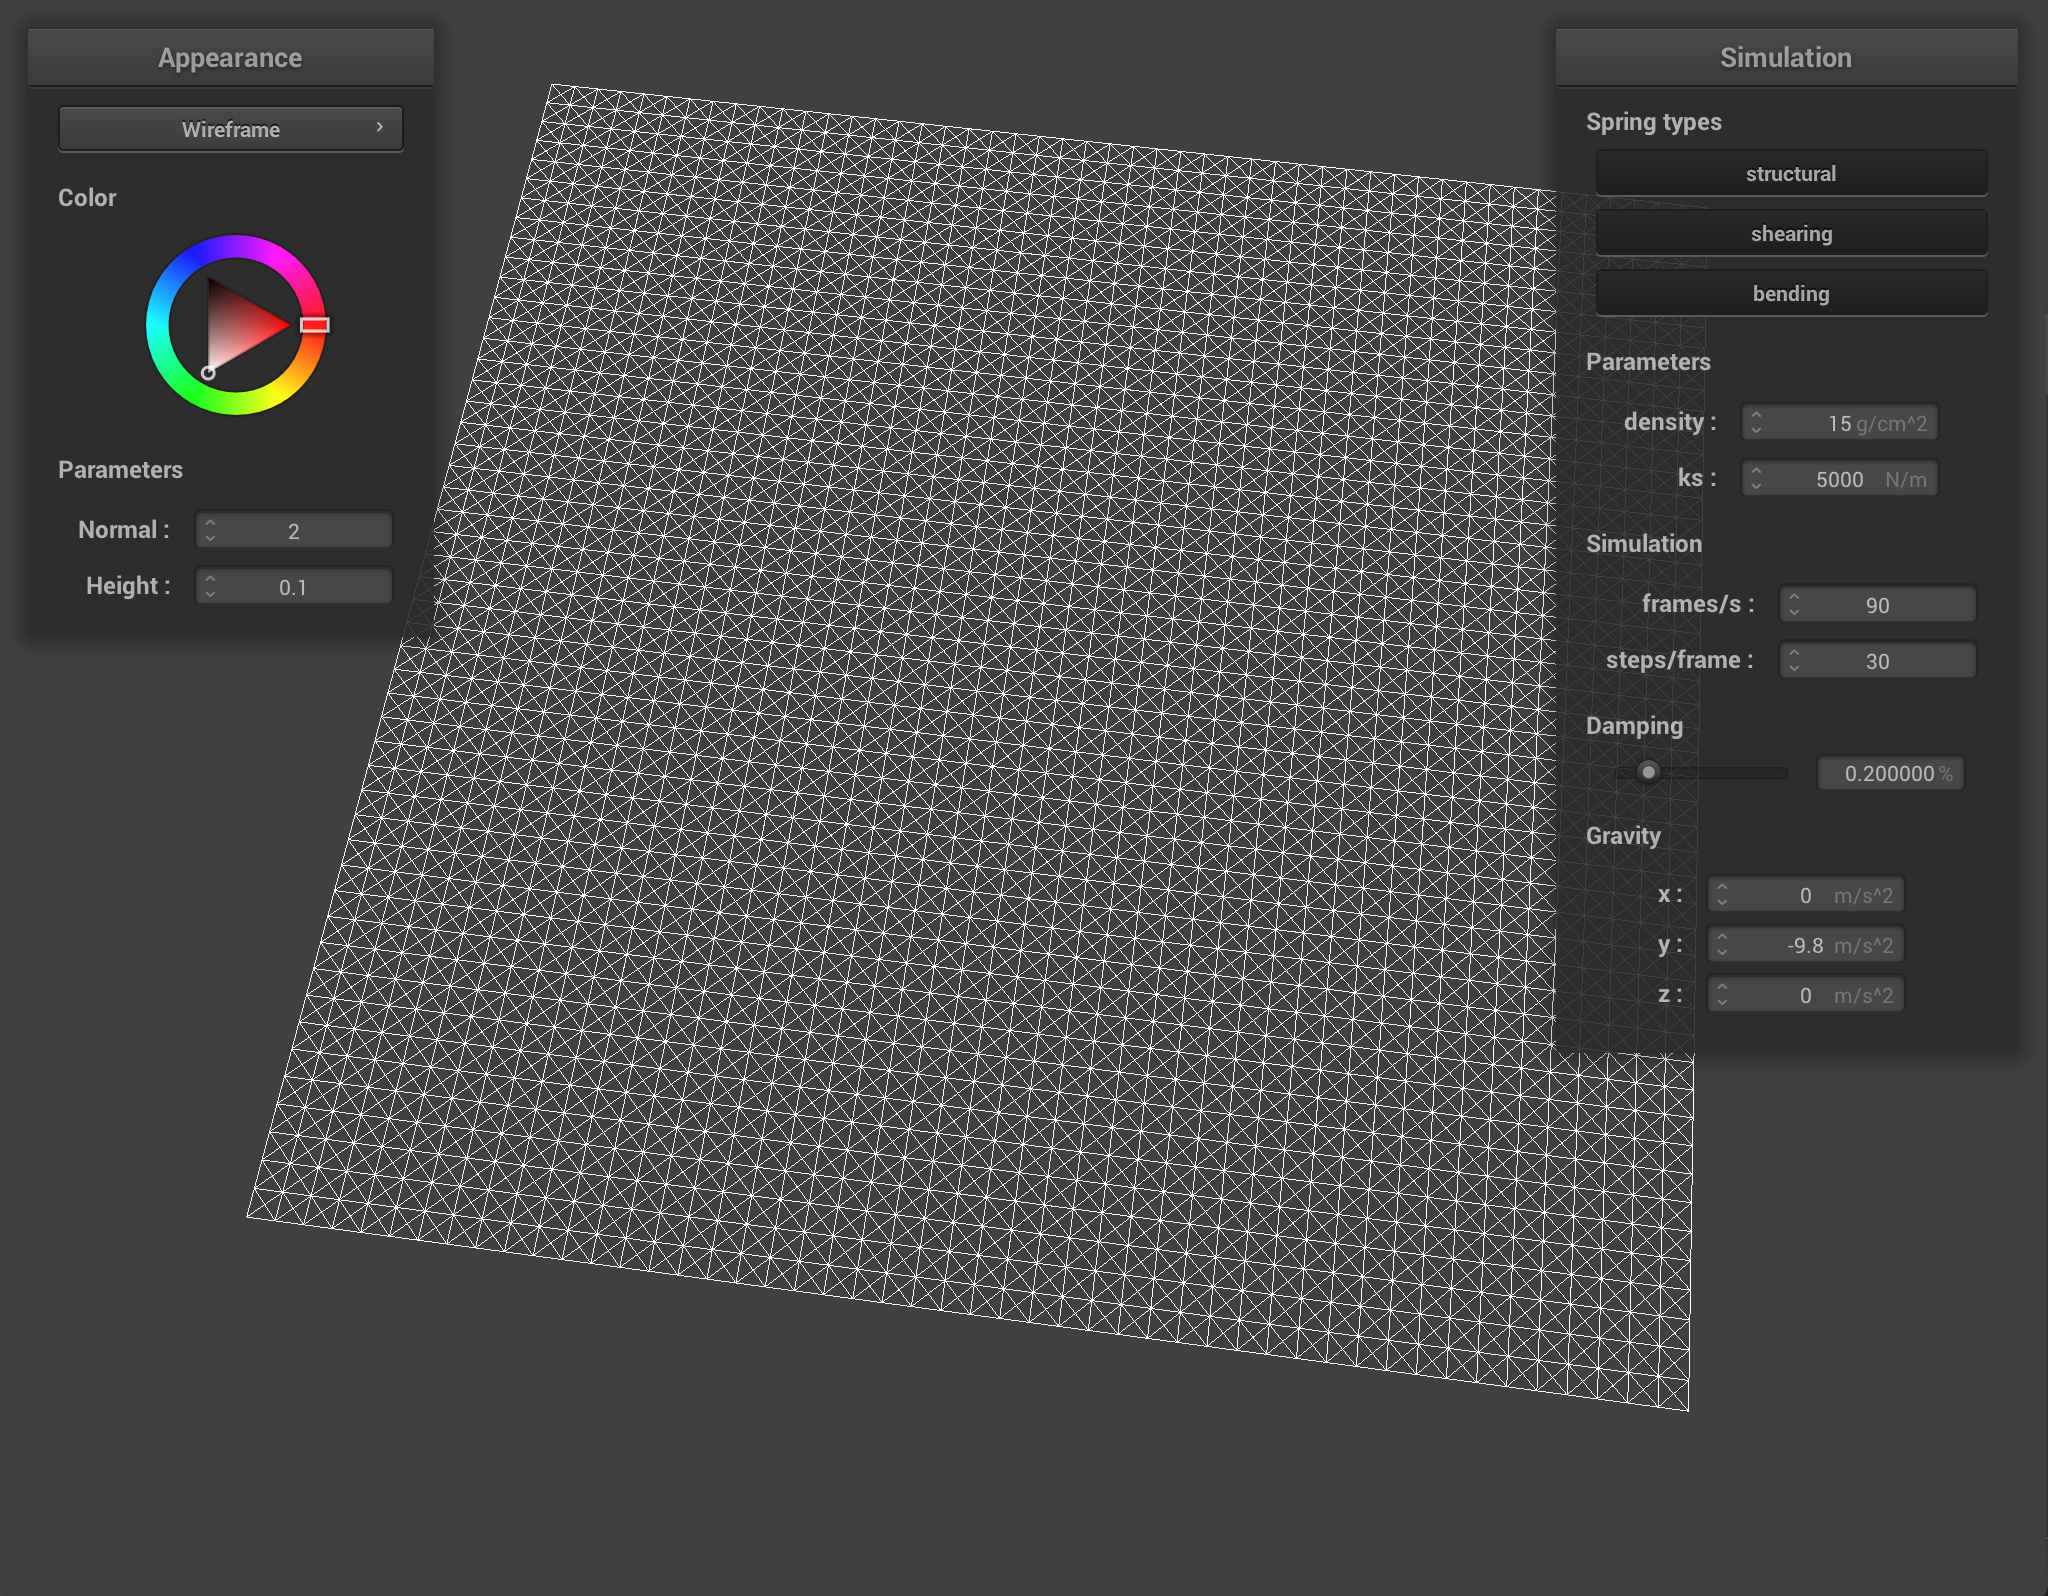 Appearance
Wireframe
Color
Parameters
Normal : 2
Height : 0.1
Simulation
Spring types
structural
shearing
bending
Parameters
density : 15 g/cm^2
ks : 5000 N/m
Simulation
frames/s : 90
steps/frame : 30
Damping
0.200000 %
Gravity
x : 0 m/s^2
y : -9.8 m/s^2
z : 0 m/s^2